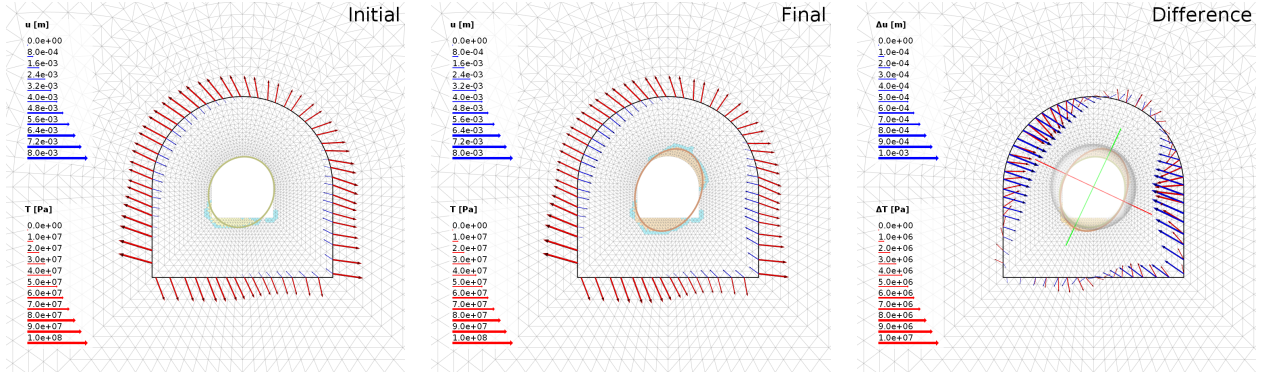 Initial
u [m]
0.0e+00
8.0e-04
1.6e-03
2.4e-03
3.2e-03
4.0e-03
4.8e-03
5.6e-03
6.4e-03
7.2e-03
8.0e-03
T [Pa]
0.0e+00
1.0e+07
2.0e+07
3.0e+07
4.0e+07
5.0e+07
6.0e+07
7.0e+07
8.0e+07
9.0e+07
1.0e+08
Final
u [m]
0.0e+00
8.0e-04
1.6e-03
2.4e-03
3.2e-03
4.0e-03
4.8e-03
5.6e-03
6.4e-03
7.2e-03
8.0e-03
T [Pa]
0.0e+00
1.0e+07
2.0e+07
3.0e+07
4.0e+07
5.0e+07
6.0e+07
7.0e+07
8.0e+07
9.0e+07
1.0e+08
Difference
Δu [m]
0.0e+00
1.0e-04
2.0e-04
3.0e-04
4.0e-04
5.0e-04
6.0e-04
7.0e-04
8.0e-04
9.0e-04
1.0e-03
ΔT [Pa]
0.0e+00
1.0e+06
2.0e+06
3.0e+06
4.0e+06
5.0e+06
6.0e+06
7.0e+06
8.0e+06
9.0e+06
1.0e+07